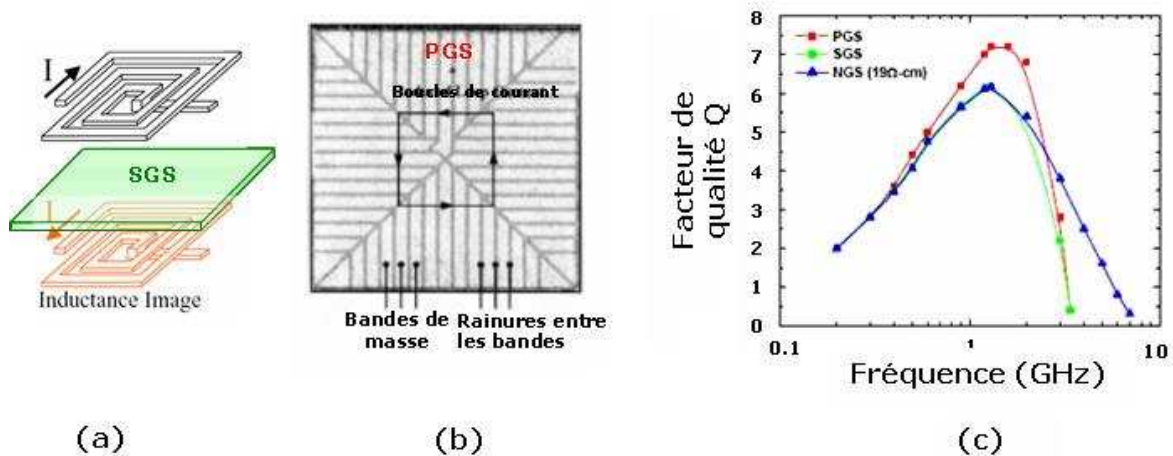 I
SGS
I
Inductance Image
(a)
PGS
Boucles de courant
Bandes de
masse
Rainures entre
les bandes
(b)
Facteur de
qualité Q
8
7
6
5
4
3
2
1
0
PGS
SGS
NGS (19Ω-cm)
0.1
1
10
Fréquence (GHz)
(c)